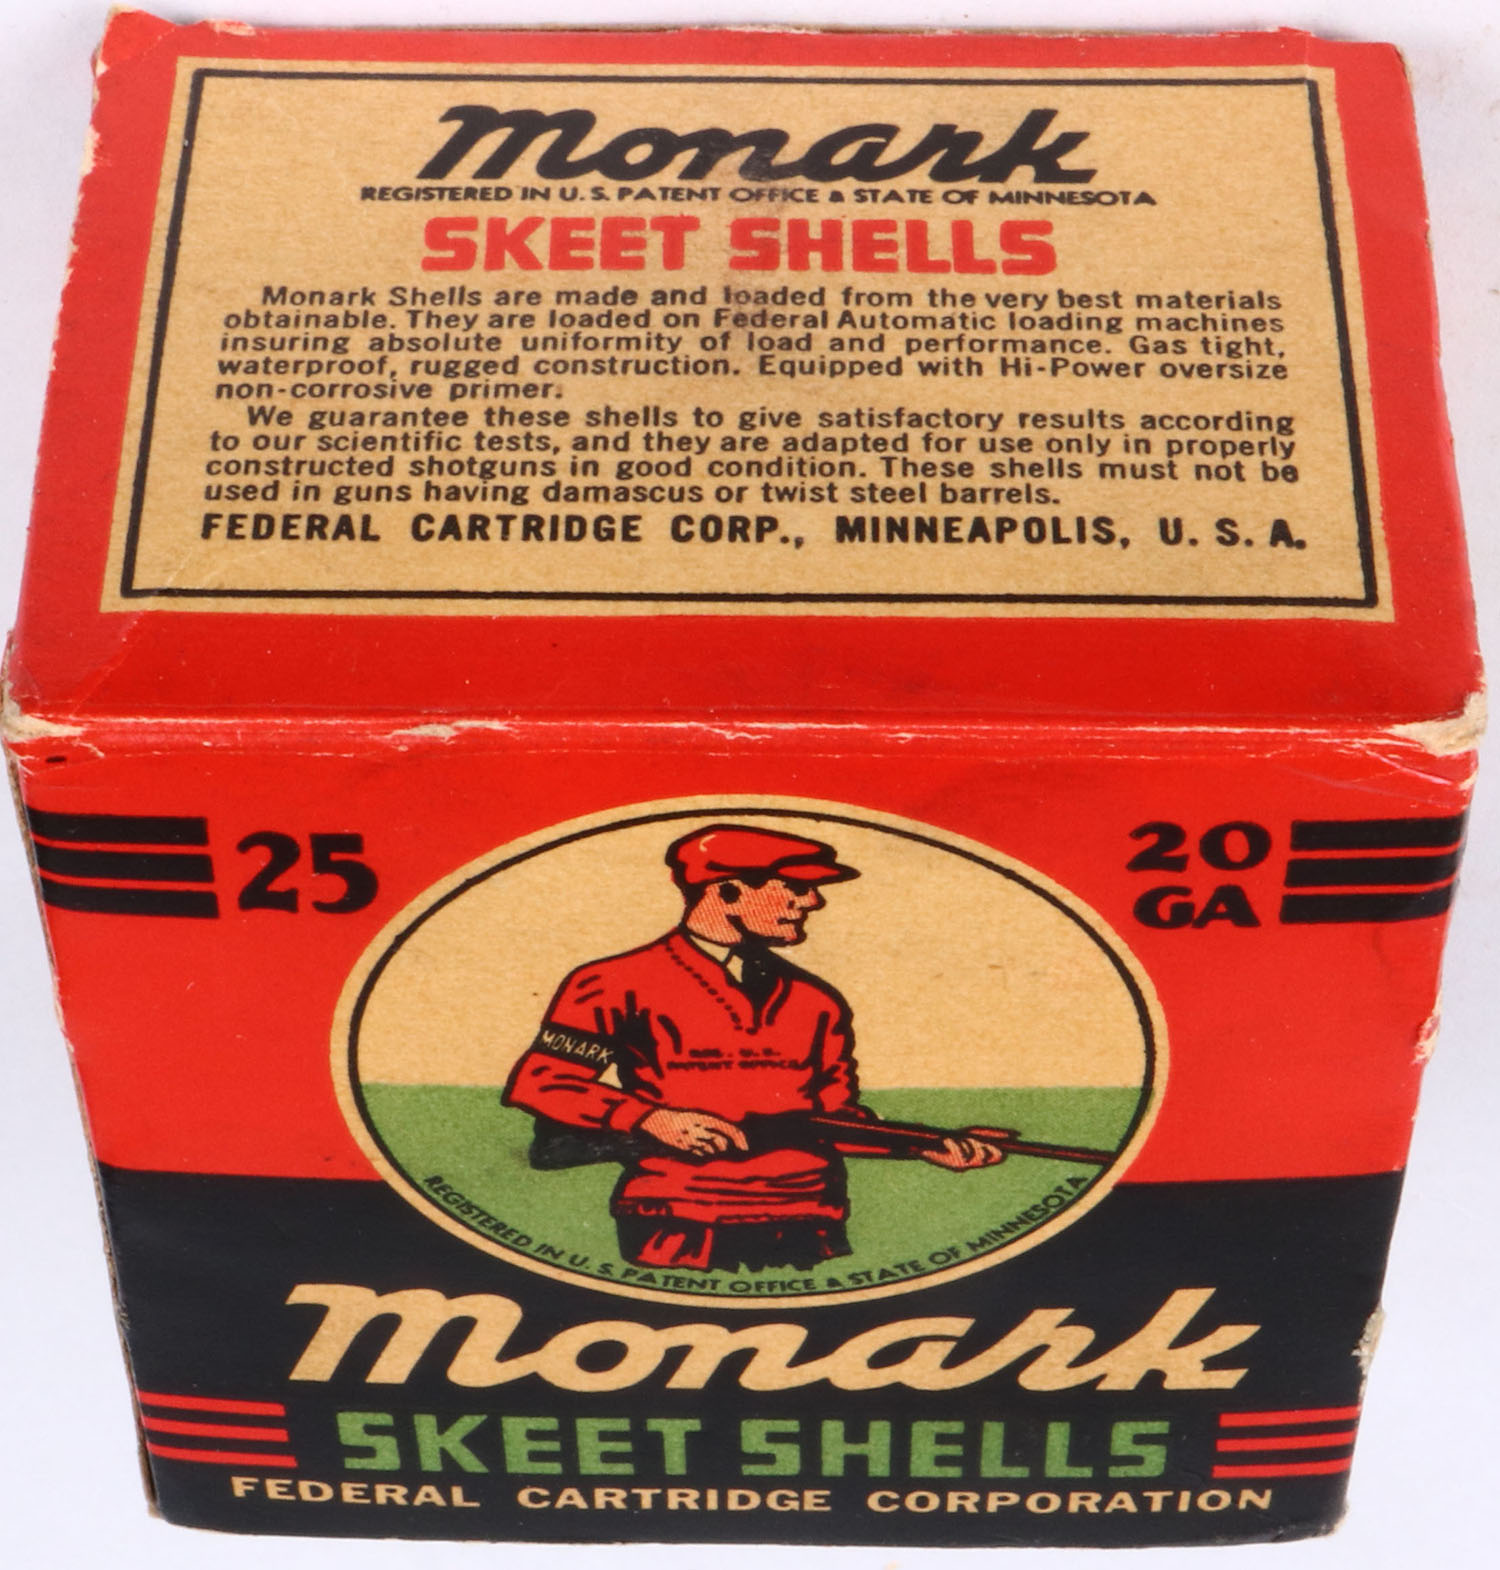 Monark
REGISTERED IN U.S. PATENT OFFICE & STATE OF MINNESOTA
SKEET SHELLS
Monark Shells are made and loaded from the very best materials
obtainable. They are loaded on Federal Automatic loading machines
insuring absolute uniformity of load and performance. Gas tight,
waterproof, rugged construction. Equipped with Hi-Power oversize
non-corrosive primer.
We guarantee these shells to give satisfactory results according
to our scientific tests, and they are adapted for use only in properly
constructed shotguns in good condition. These shells must not be
used in guns having damascus or twist steel barrels.
FEDERAL CARTRIDGE CORP., MINNEAPOLIS, U. S. A.
25
20
GA
MONARK
REG. U.S.
PATENT OFFICE
REGISTERED IN U. S. PATENT OFFICE & STATE OF MINNESOTA
Monark
SKEET SHELLS
FEDERAL CARTRIDGE CORPORATION